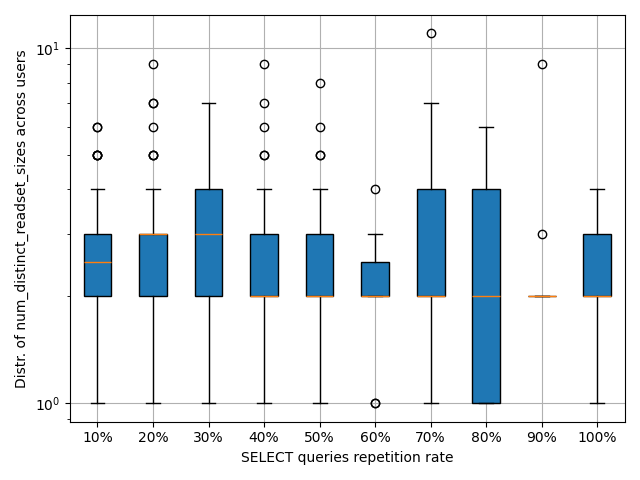 Distr. of num_distinct_readset_sizes across users
10¹
10⁰
10% 20% 30% 40% 50% 60% 70% 80% 90% 100%
SELECT queries repetition rate